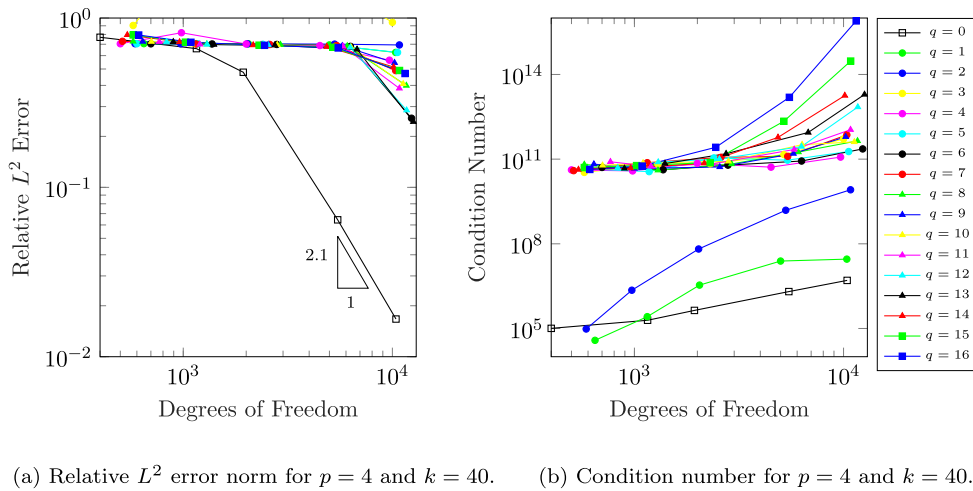 10^0
10^{-1}
10^{-2}
10^3
10^4
Relative L^2 Error
Degrees of Freedom
2.1
1
10^{14}
10^{11}
10^8
10^5
10^3
10^4
Condition Number
Degrees of Freedom
q = 0
q = 1
q = 2
q = 3
q = 4
q = 5
q = 6
q = 7
q = 8
q = 9
q = 10
q = 11
q = 12
q = 13
q = 14
q = 15
q = 16
(a) Relative L^2 error norm for p = 4 and k = 40.
(b) Condition number for p = 4 and k = 40.